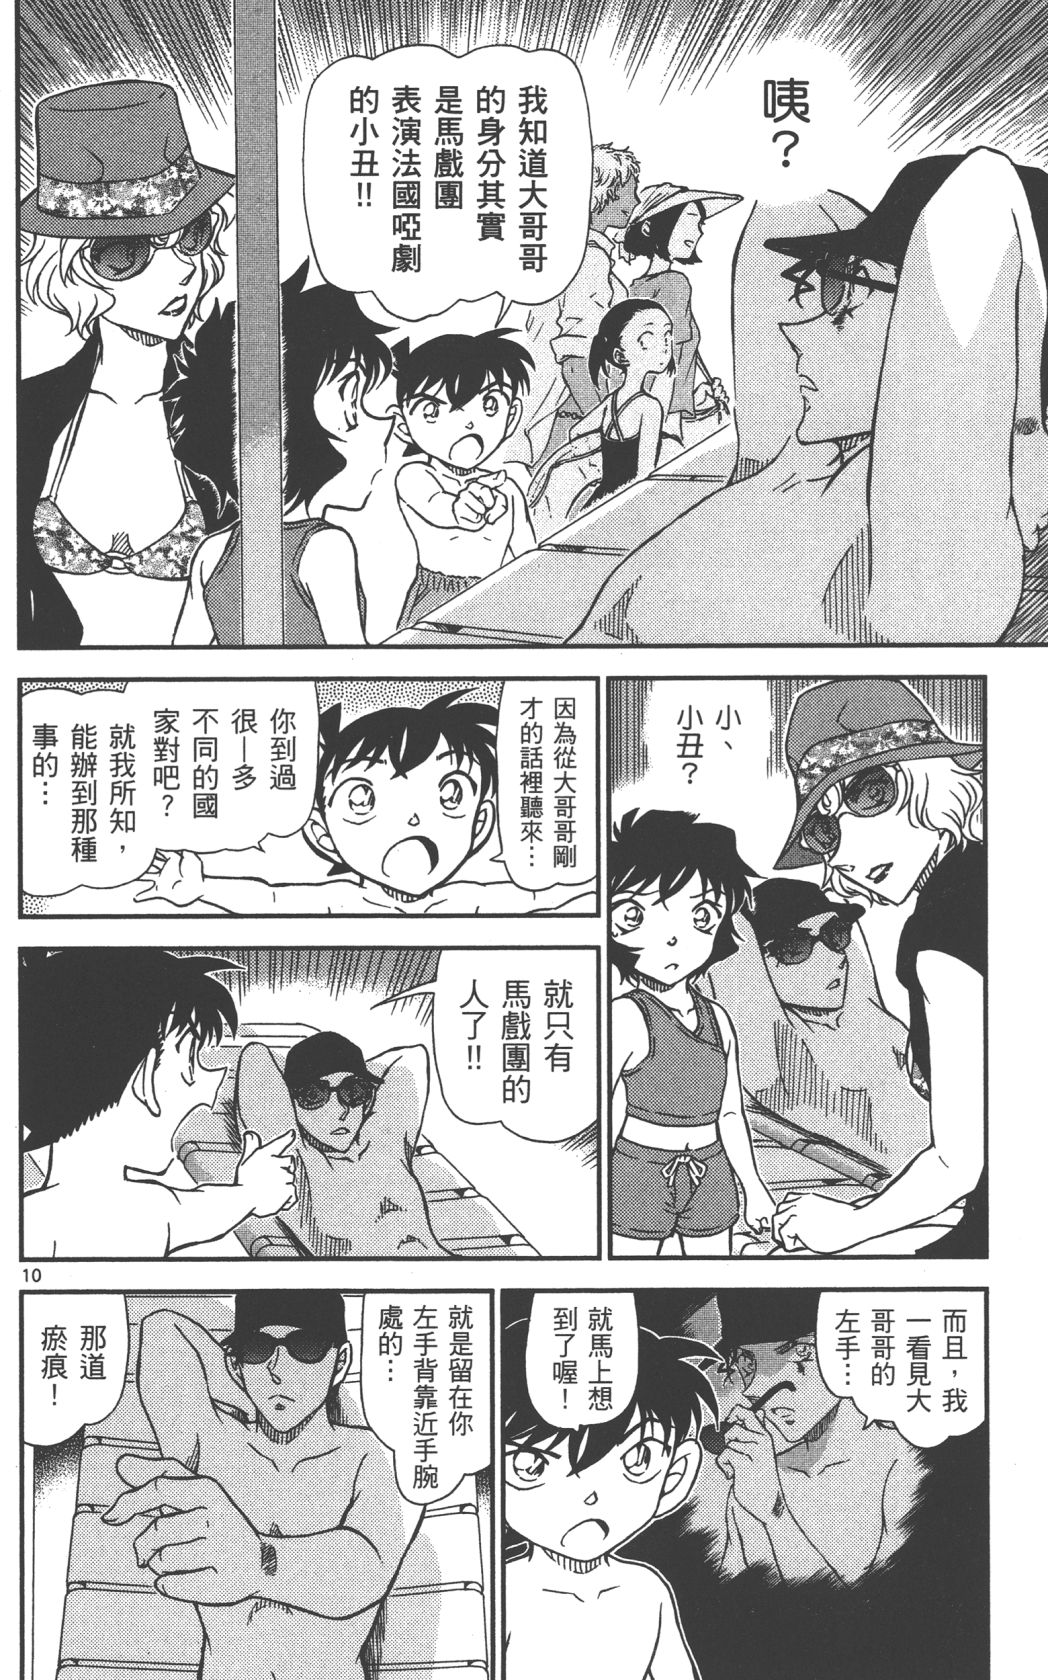 咦？
我知道大哥哥
的身分其實
是馬戲團
表演法國啞劇
的小丑!!
小、
小丑？
因為從大哥哥剛
才的話裡聽來…
你到過
很—多
不同的國
家對吧？
就我所知，
能辦到那種
事的…
就只有
馬戲團的
人了!!
10
而且，我
一看見大
哥哥的
左手…
就馬上想
到了喔！
就是留在你
左手背靠近手腕
處的…
那道
瘀痕！